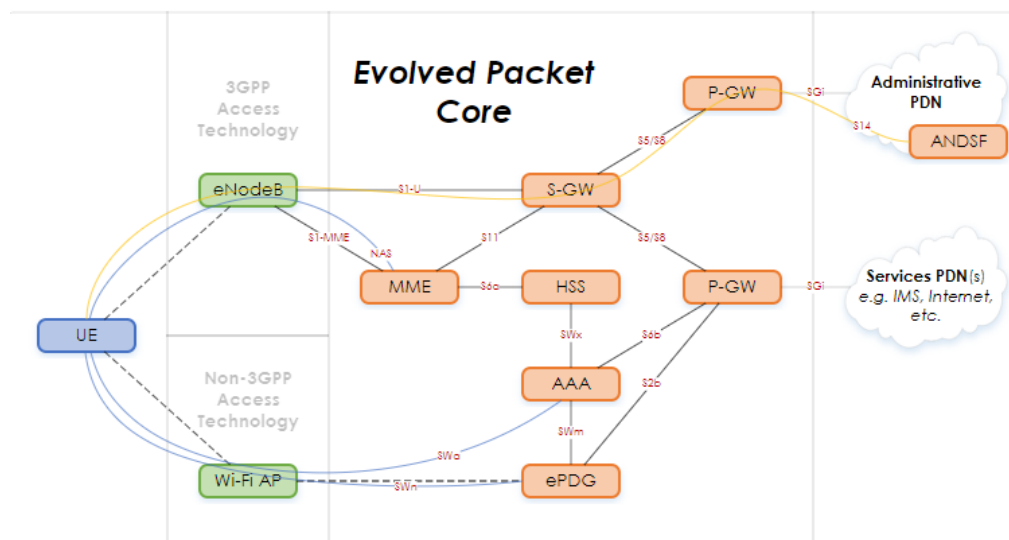 Evolved Packet
Core
3GPP
Access
Technology
P-GW
SGi
Administrative
PDN
S14
ANDSF
S5/S8
eNodeB
S1-U
S-GW
S1-MME
NAS
S11
S5/S8
MME
S6a
HSS
P-GW
SGi
Services PDN(s)
e.g. IMS, Internet,
etc.
UE
SWx
S6b
Non-3GPP
Access
Technology
AAA
S2b
SWm
SWa
Wi-Fi AP
SWn
ePDG